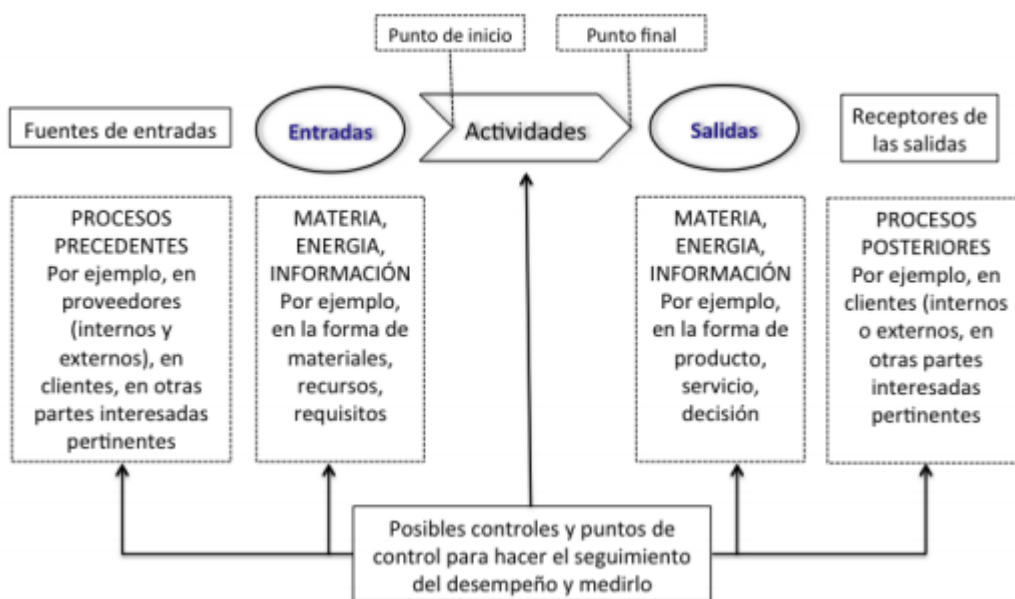 Punto de inicio
Punto final
Fuentes de entradas
Entradas
Actividades
Salidas
Receptores de
las salidas
PROCESOS
PRECEDENTES
Por ejemplo, en
proveedores
(internos y
externos), en
clientes, en otras
partes interesadas
pertinentes
MATERIA,
ENERGIA,
INFORMACIÓN
Por ejemplo,
en la forma de
materiales,
recursos,
requisitos
MATERIA,
ENERGIA,
INFORMACIÓN
Por ejemplo,
en la forma de
producto,
servicio,
decisión
PROCESOS
POSTERIORES
Por ejemplo, en
clientes (internos
o externos, en
otras partes
interesadas
pertinentes
Posibles controles y puntos de
control para hacer el seguimiento
del desempeño y medirlo